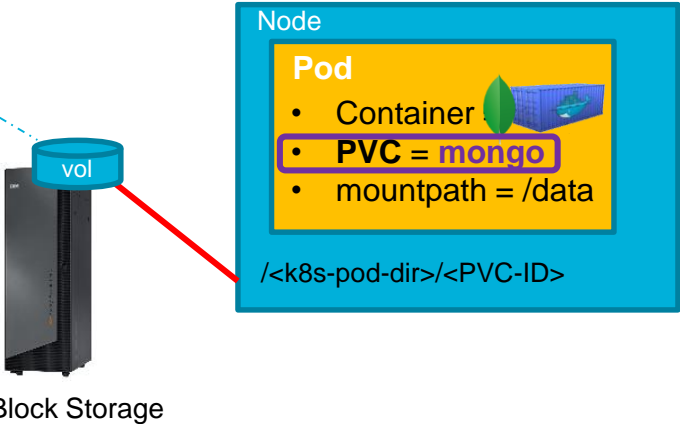 Node
Pod
• Container
• PVC = mongo
• mountpath = /data
vol
/<k8s-pod-dir>/<PVC-ID>
Block Storage